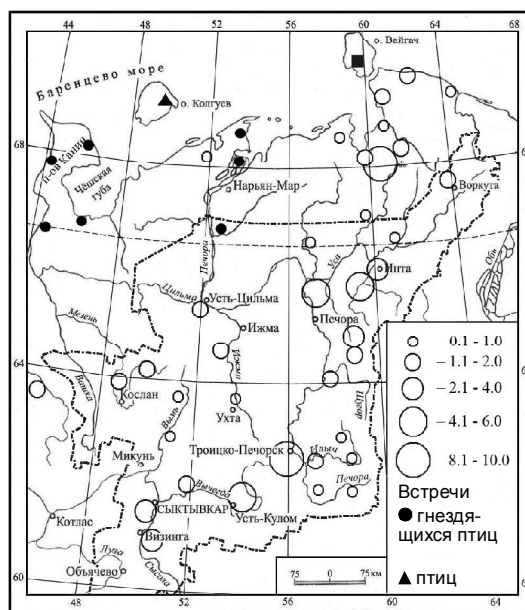 44 48 52 56 60 64
о. Вайгач
Баренцево море
о. Колгуев
68
п-ов Канин
Чёшская
губа
Нарьян-Мар
Воркута
Печора
Уса
Обь
Инта
Цильма
Усть-Цильма
Мезень
Ижма
Печора
Ижма
0.1 - 1.0
– 1.1 - 2.0
– 2.1 - 4.0
– 4.1 - 6.0
8.1 - 10.0
64
Вашка
Кослан
Вымь
Ухта
Щугор
Микунь
Троицко-Печорск
Илыч
Печора
Встречи
гнездя-
щихся птиц
птиц
Котлас
СЫКТЫВКАР
Вычегда
Усть-Кулом
Визинга
Луза
Объячево
Сысола
75 0 75 км
60
48 52 56 60